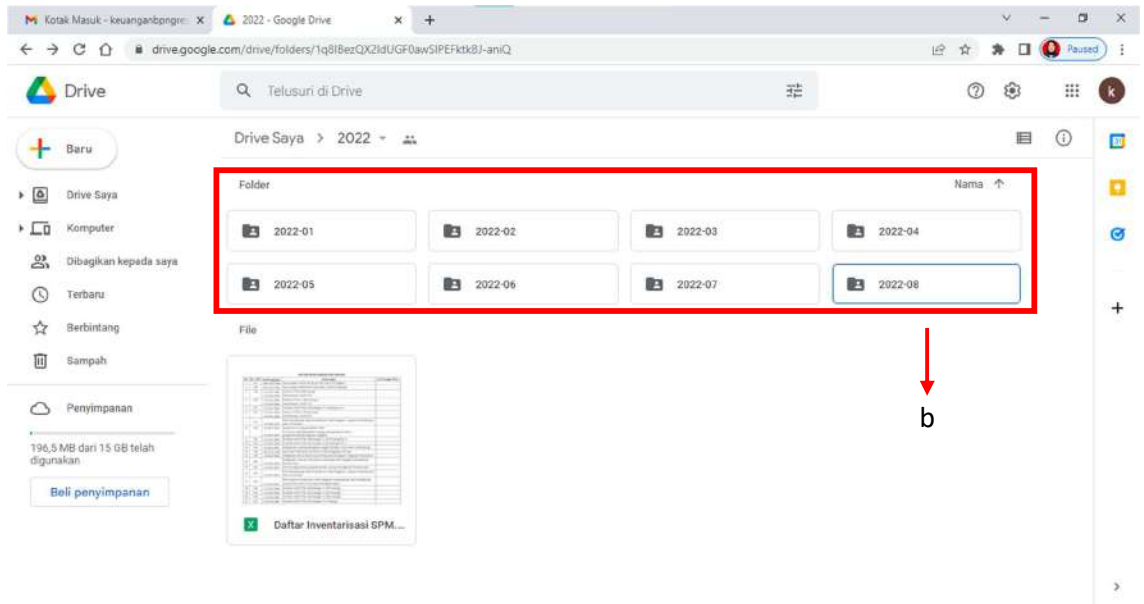 Kotak Masuk - keuanganbpngre
2022 - Google Drive
drive.google.com/drive/folders/1q8IBezQX2IdUGF0awSIPEFktkBJ-aniQ
Paused
Drive
Telusuri di Drive
k
Baru
Drive Saya > 2022
Drive Saya
Komputer
Dibagikan kepada saya
Terbaru
Berbintang
Sampah
Penyimpanan
196,5 MB dari 15 GB telah
digunakan
Beli penyimpanan
Folder
Nama
2022-01
2022-02
2022-03
2022-04
2022-05
2022-06
2022-07
2022-08
File
X
Daftar Inventarisasi SPM....
b